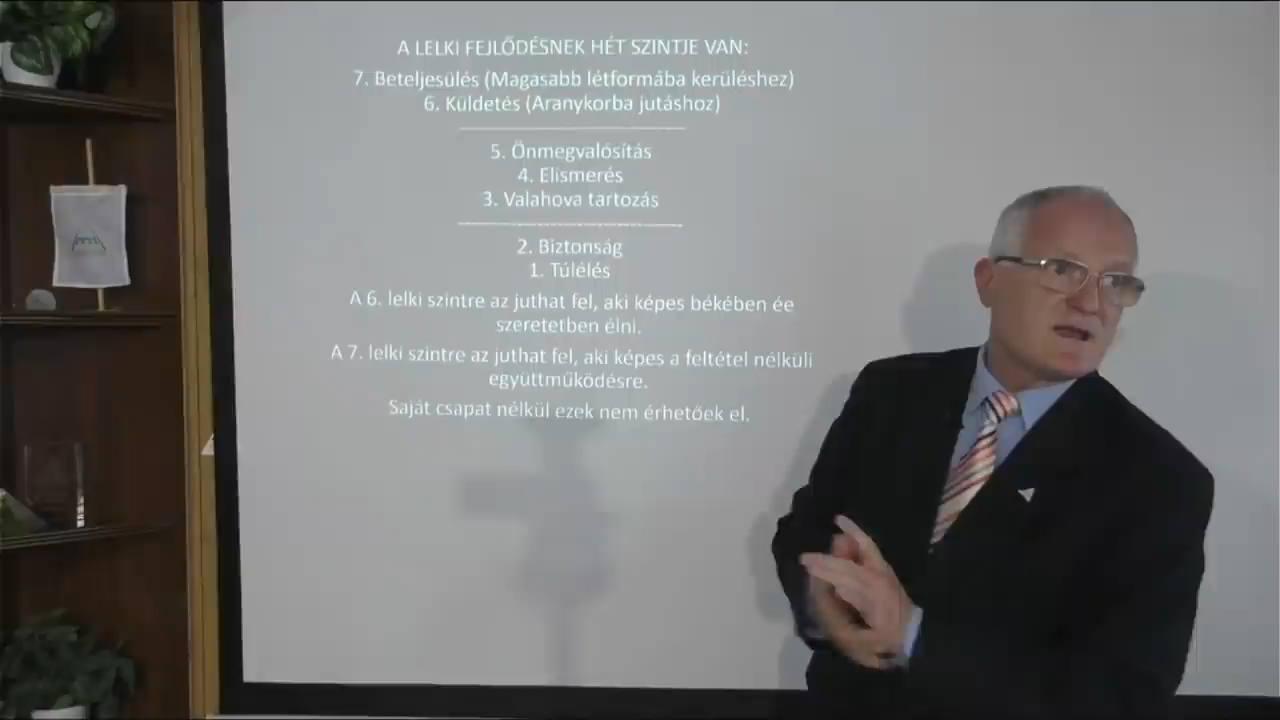 A LELKI FEJLŐDÉSNEK HÉT SZINTJE VAN:
7. Beteljesülés (Magasabb létformába kerüléshez)
6. Küldetés (Aranykorba jutáshoz)
5. Önmegvalósítás
4. Elismerés
3. Valahova tartozás
2. Biztonság
1. Túlélés
A 6. lelki szintre az juthat fel, aki képes békében ée
szeretetben élni.
A 7. lelki szintre az juthat fel, aki képes a feltétel nélküli
együttműködésre.
Saját csapat nélkül ezek nem érhetőek el.